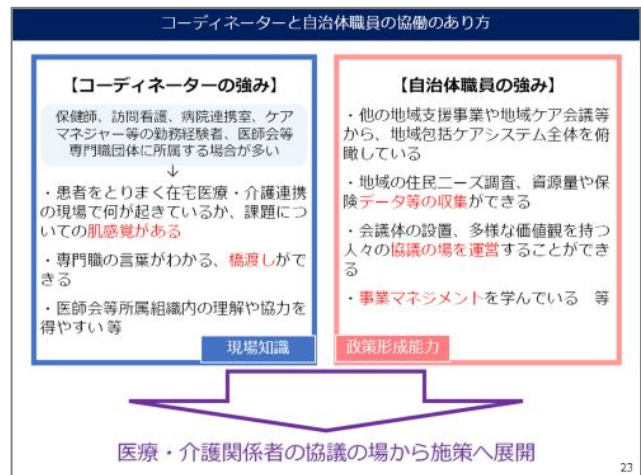 コーディネーターと自治体職員の協働のあり方
【コーディネーターの強み】
保健師、訪問看護、病院連携室、ケア
マネジャー等の勤務経験者、医師会等
専門職団体に所属する場合が多い
↓
・患者をとりまく在宅医療・介護連携
の現場で何が起きているか、課題につ
いての肌感覚がある
・専門職の言葉がわかる、橋渡しがで
きる
・医師会等所属組織内の理解や協力を
得やすい 等
現場知識
【自治体職員の強み】
・他の地域支援事業や地域ケア会議等
から、地域包括ケアシステム全体を俯
瞰している
・地域の住民ニーズ調査、資源量や保
険データ等の収集ができる
・会議体の設置、多様な価値観を持つ
人々の協議の場を運営することができ
る
・事業マネジメントを学んでいる 等
政策形成能力
医療・介護関係者の協議の場から施策へ展開
23